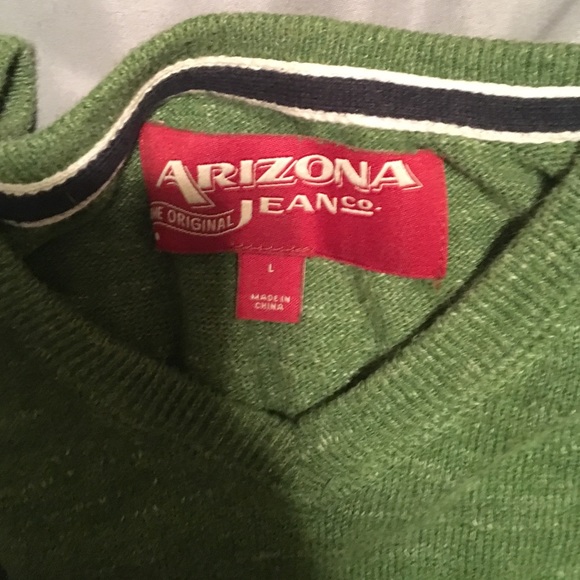 ARIZONA
JEAN CO.
THE ORIGINAL
L
MADE IN
CHINA